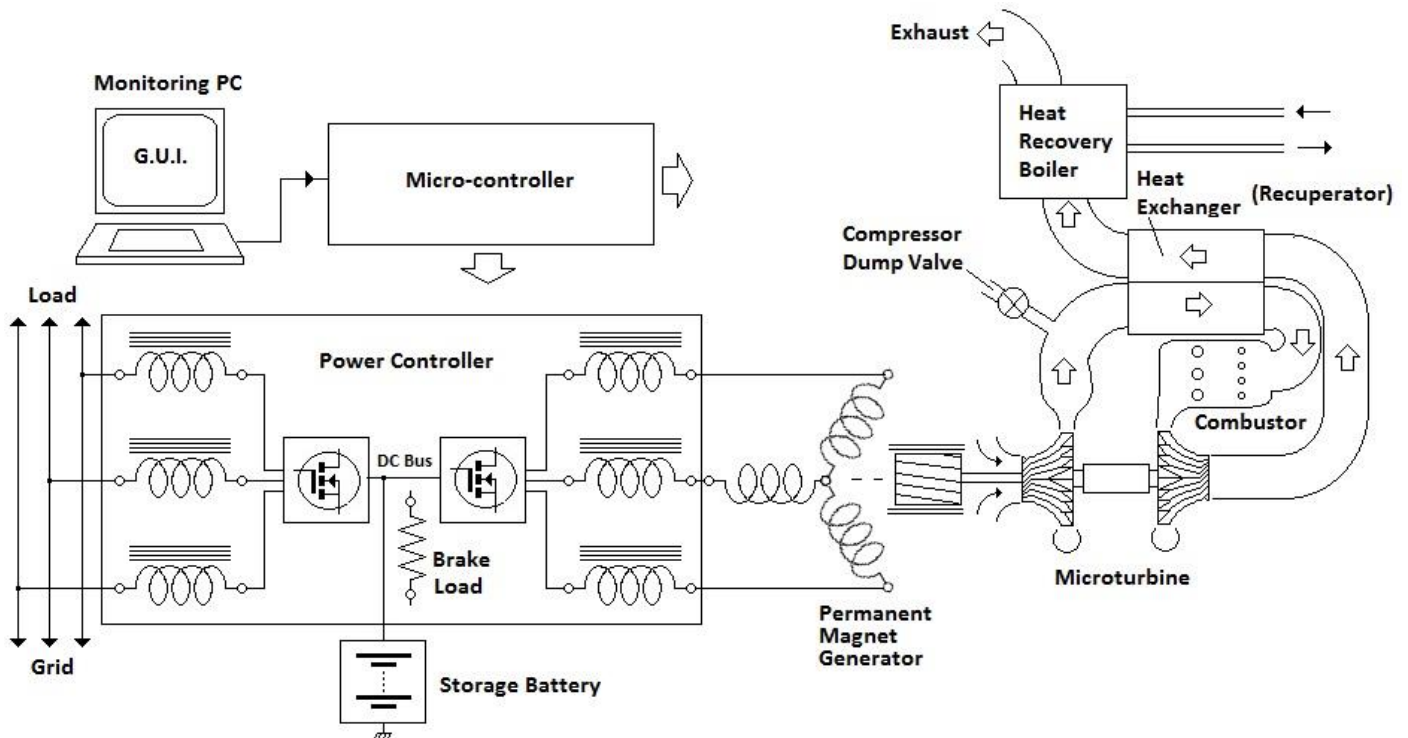 Exhaust
Monitoring PC
G.U.I.
Micro-controller
Heat
Recovery
Boiler
Heat
Exchanger
(Recuperator)
Compressor
Dump Valve
Load
Power Controller
Combustor
DC Bus
Brake
Load
Microturbine
Permanent
Magnet
Generator
Grid
Storage Battery